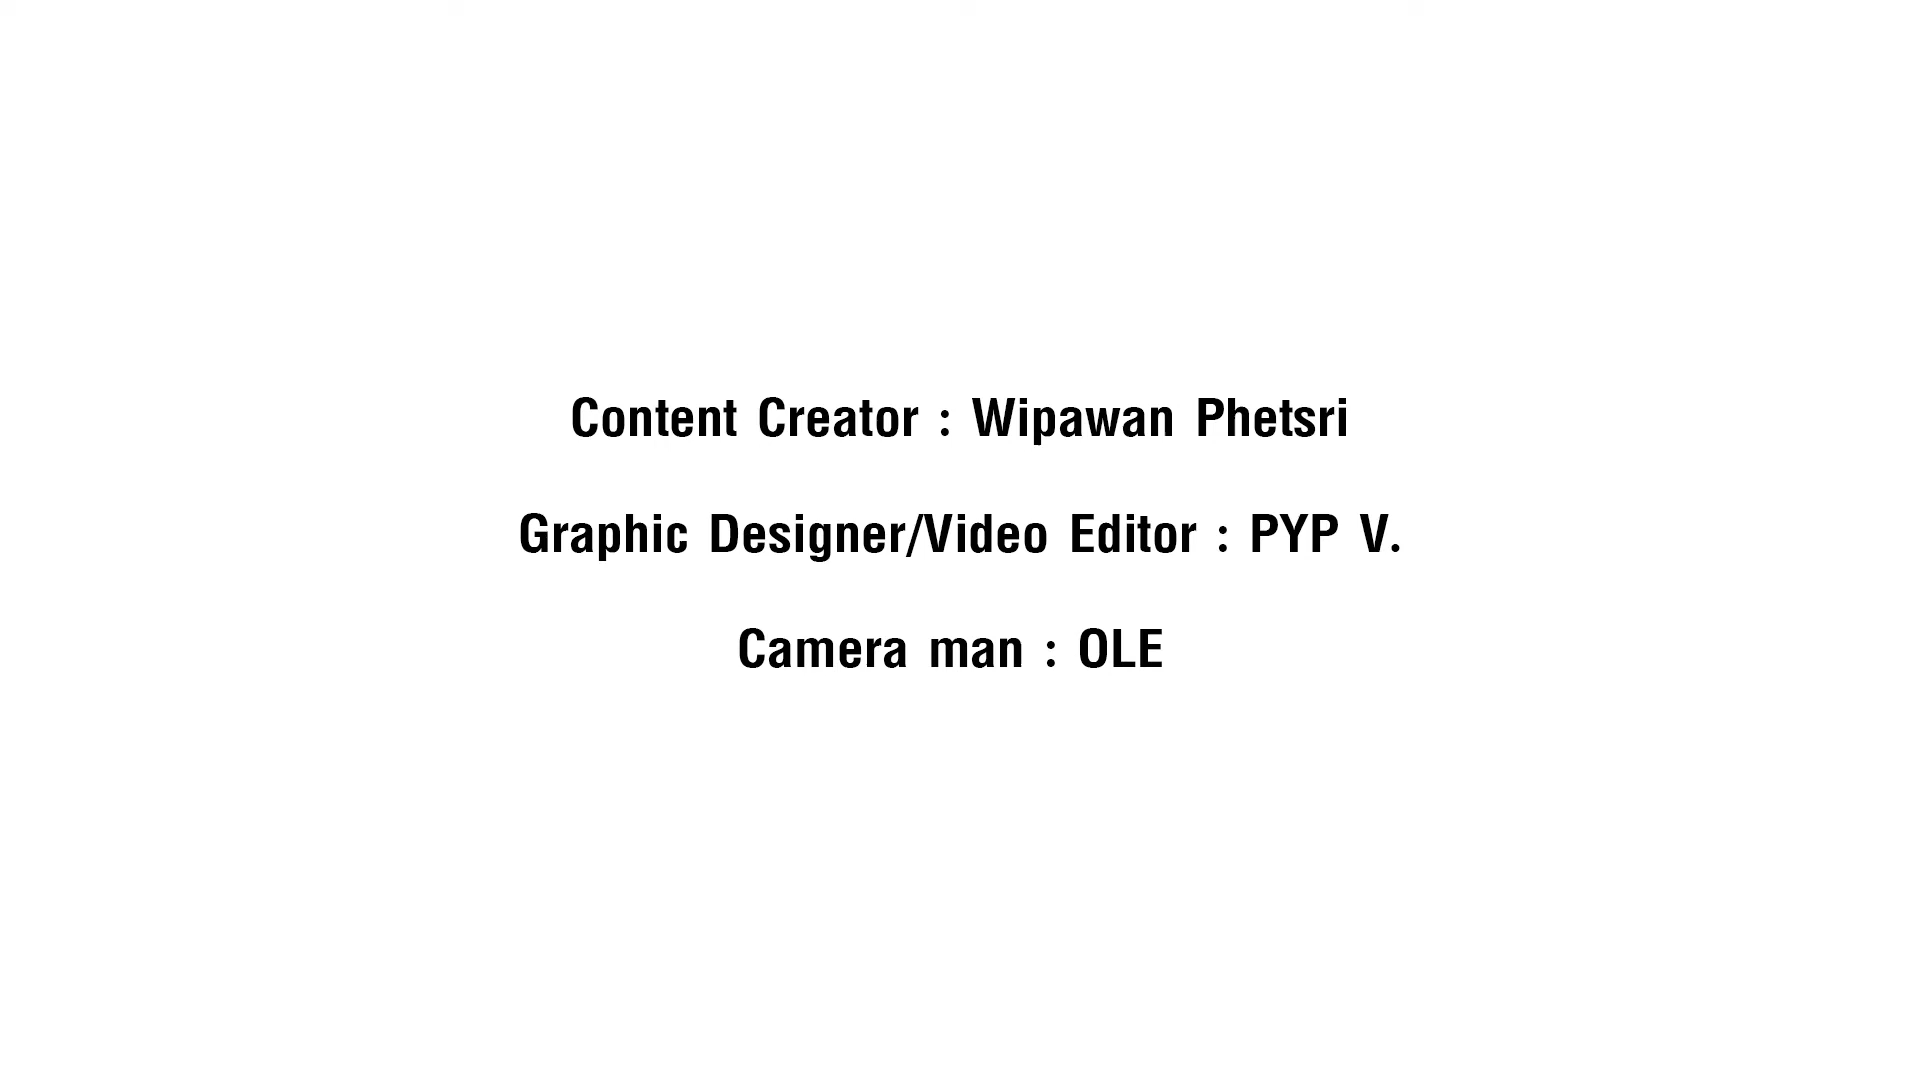 Content Creator : Wipawan Phetsri
Graphic Designer/Video Editor : PYP V.
Camera man : OLE